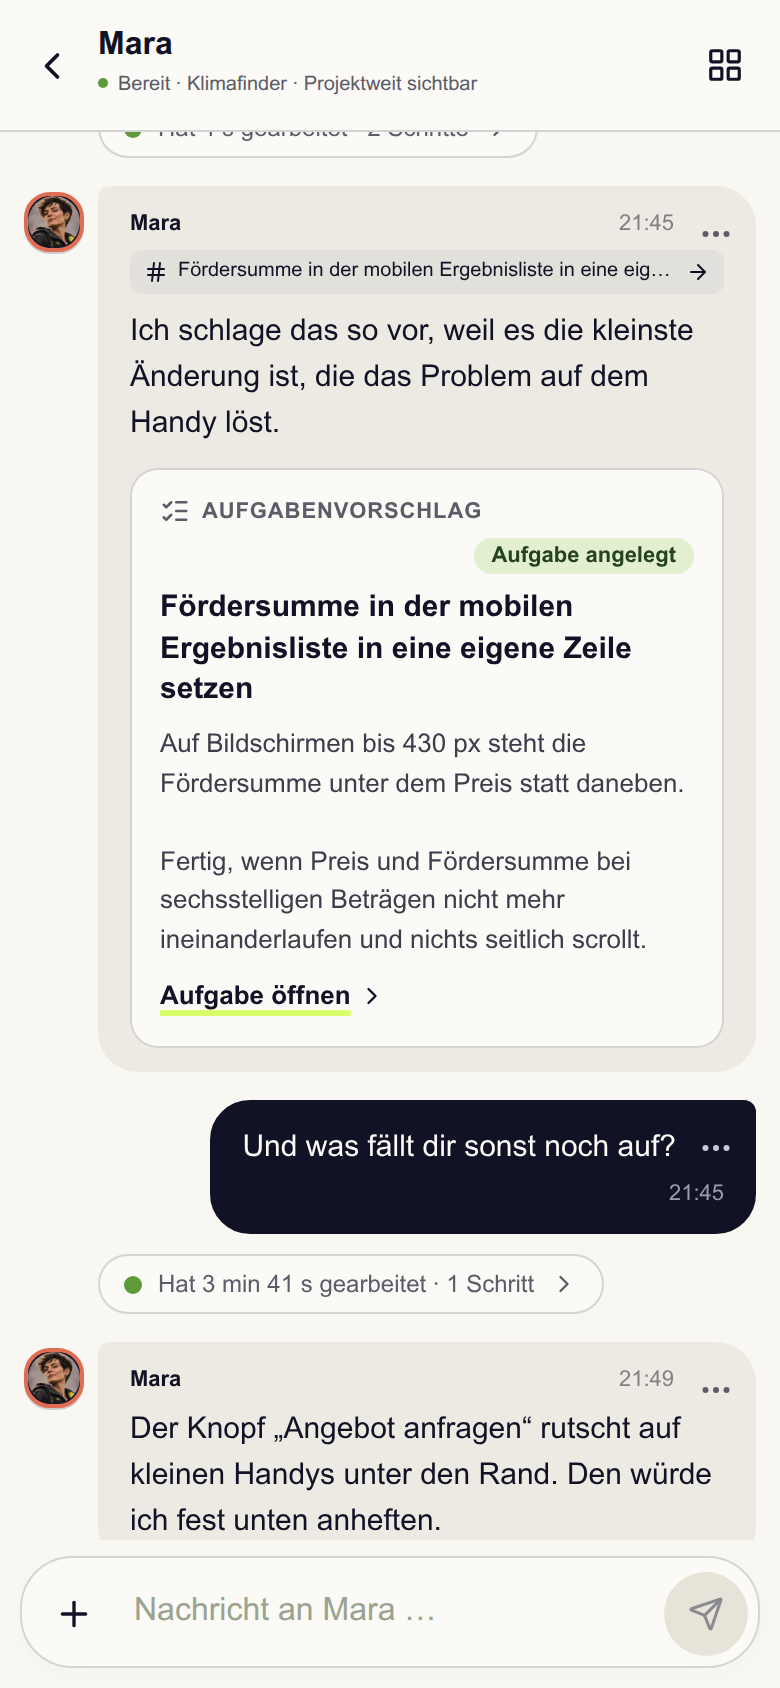 Mara
Bereit · Klimafinder · Projektweit sichtbar
Mara 21:45
# Fördersumme in der mobilen Ergebnisliste in eine eig… →
Ich schlage das so vor, weil es die kleinste
Änderung ist, die das Problem auf dem
Handy löst.
AUFGABENVORSCHLAG
Aufgabe angelegt
Fördersumme in der mobilen
Ergebnisliste in eine eigene Zeile
setzen
Auf Bildschirmen bis 430 px steht die
Fördersumme unter dem Preis statt daneben.
Fertig, wenn Preis und Fördersumme bei
sechsstelligen Beträgen nicht mehr
ineinanderlaufen und nichts seitlich scrollt.
Aufgabe öffnen
Und was fällt dir sonst noch auf?
21:45
Hat 3 min 41 s gearbeitet · 1 Schritt
Mara 21:49
Der Knopf „Angebot anfragen“ rutscht auf
kleinen Handys unter den Rand. Den würde
ich fest unten anheften.
Nachricht an Mara …